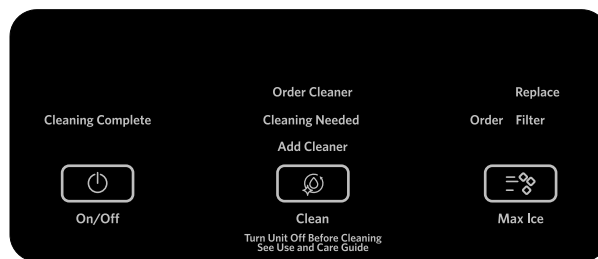 Order Cleaner
Replace
Cleaning Complete
Cleaning Needed
Order Filter
Add Cleaner
On/Off
Clean
Max Ice
Turn Unit Off Before Cleaning
See Use and Care Guide